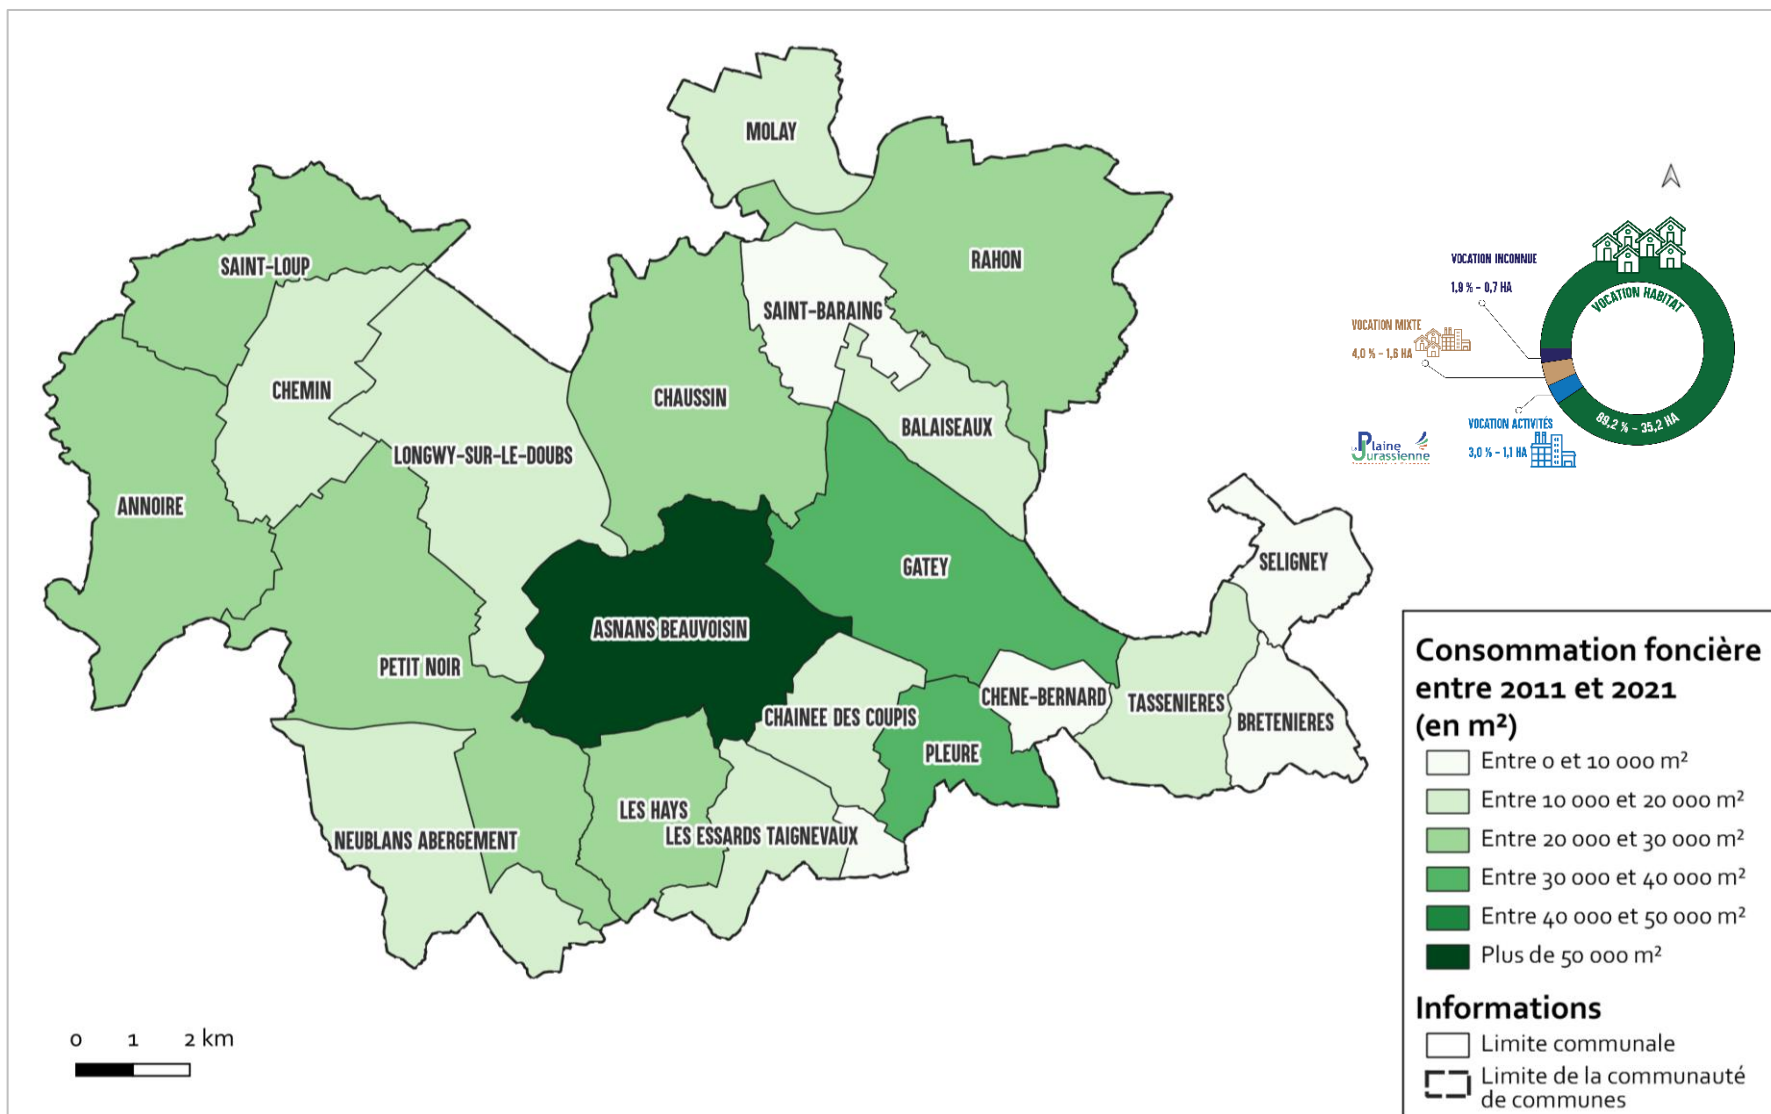 MOLAY
RAHON
SAINT-LOUP
SAINT-BARAING
CHEMIN
CHAUSSIN
BALAISEAUX
LONGWY-SUR-LE-DOUBS
ANNOIRE
GATEY
SELIGNEY
ASNANS BEAUVOISIN
PETIT NOIR
CHENE-BERNARD
TASSENIERES
CHAINEE DES COUPIS
BRETENIERES
PLEURE
LES HAYS
LES ESSARDS TAIGNEVAUX
NEUBLANS ABERGEMENT
0 1 2 km
VOCATION INCONNUE
1,9 % - 0,7 HA
VOCATION HABITAT
VOCATION MIXTE
4,0 % - 1,6 HA
89,2 % - 35,2 HA
VOCATION ACTIVITÉS
3,0 % - 1,1 HA
Plaine
Jurassienne
Consommation foncière
entre 2011 et 2021
(en m²)
Entre 0 et 10 000 m²
Entre 10 000 et 20 000 m²
Entre 20 000 et 30 000 m²
Entre 30 000 et 40 000 m²
Entre 40 000 et 50 000 m²
Plus de 50 000 m²
Informations
Limite communale
Limite de la communauté
de communes